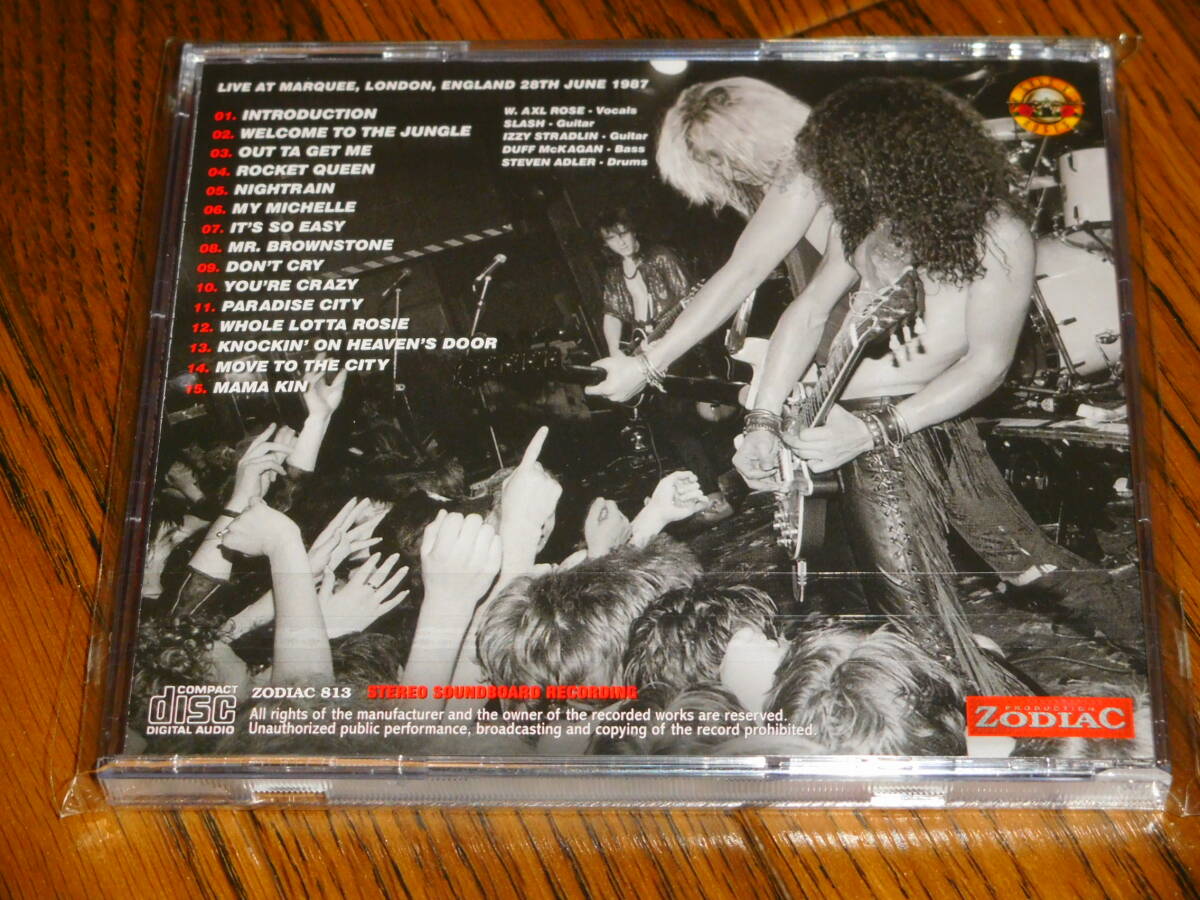 LIVE AT MARQUEE, LONDON, ENGLAND 28TH JUNE 1987
01. INTRODUCTION
02. WELCOME TO THE JUNGLE
03. OUT TA GET ME
04. ROCKET QUEEN
05. NIGHTRAIN
06. MY MICHELLE
07. IT'S SO EASY
08. MR. BROWNSTONE
09. DON'T CRY
10. YOU'RE CRAZY
11. PARADISE CITY
12. WHOLE LOTTA ROSIE
13. KNOCKIN' ON HEAVEN'S DOOR
14. MOVE TO THE CITY
15. MAMA KIN
W. AXL ROSE - Vocals
SLASH - Guitar
IZZY STRADLIN - Guitar
DUFF McKAGAN - Bass
STEVEN ADLER - Drums
COMPACT
disc
DIGITAL AUDIO
ZODIAC 813 STEREO SOUNDBOARD RECORDING
All rights of the manufacturer and the owner of the recorded works are reserved.
Unauthorized public performance, broadcasting and copying of the record prohibited.
PRODUCTION
ZODIAC